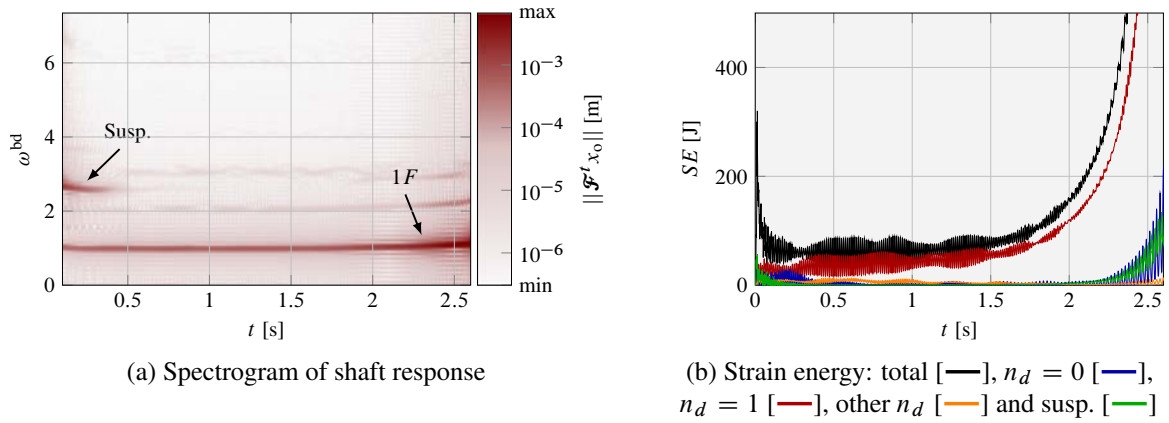 max
10⁻³
10⁻⁴
10⁻⁵
10⁻⁶
min
||𝓕ᵗ xₒ|| [m]
6
4
2
0
ω^bd
Susp.
1F
0.5
1
1.5
2
2.5
t [s]
(a) Spectrogram of shaft response
400
200
0
SE [J]
0
0.5
1
1.5
2
2.5
t [s]
(b) Strain energy: total [—], n_d = 0 [—],
n_d = 1 [—], other n_d [—] and susp. [—]